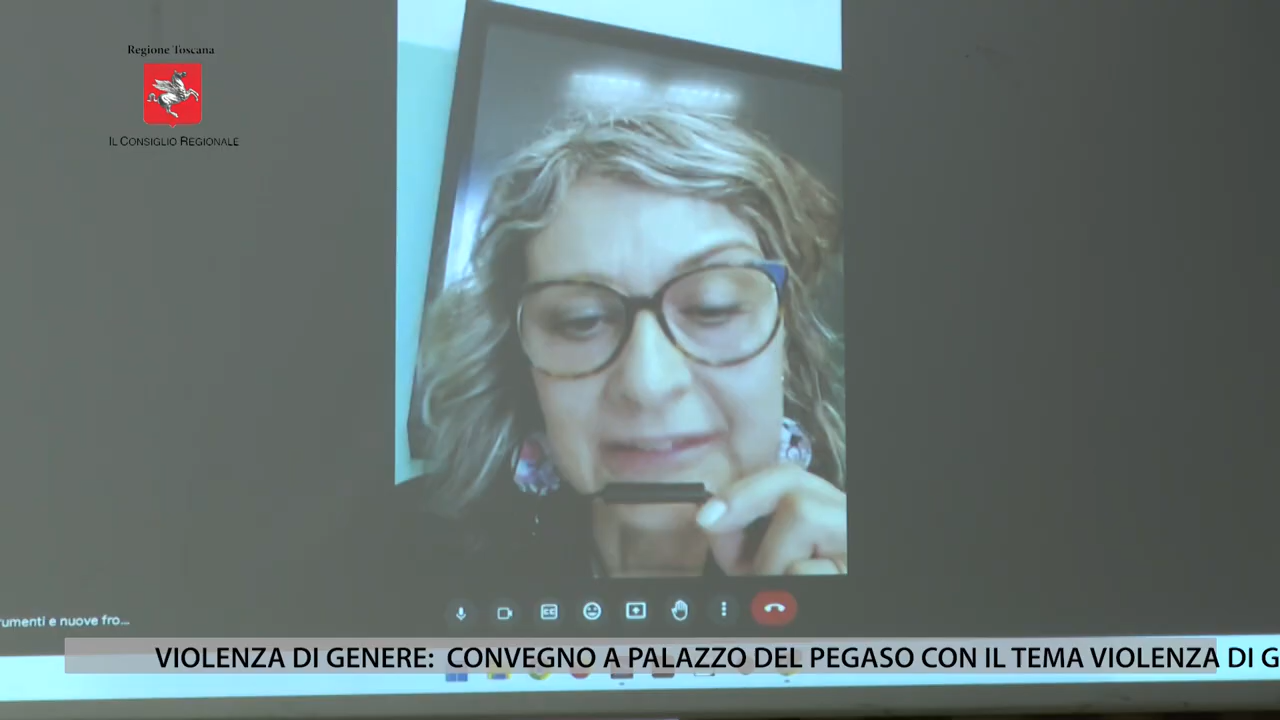 Regione Toscana
IL CONSIGLIO REGIONALE
CC
rumenti e nuove fro...
VIOLENZA DI GENERE: CONVEGNO A PALAZZO DEL PEGASO CON IL TEMA VIOLENZA DI G